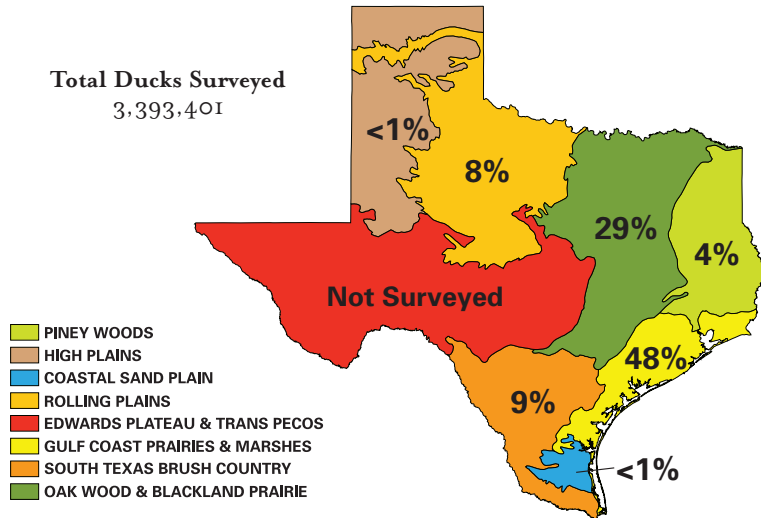 Total Ducks Surveyed
3,393,401
<1%
8%
29%
4%
Not Surveyed
48%
9%
<1%
PINEY WOODS
HIGH PLAINS
COASTAL SAND PLAIN
ROLLING PLAINS
EDWARDS PLATEAU & TRANS PECOS
GULF COAST PRAIRIES & MARSHES
SOUTH TEXAS BRUSH COUNTRY
OAK WOOD & BLACKLAND PRAIRIE